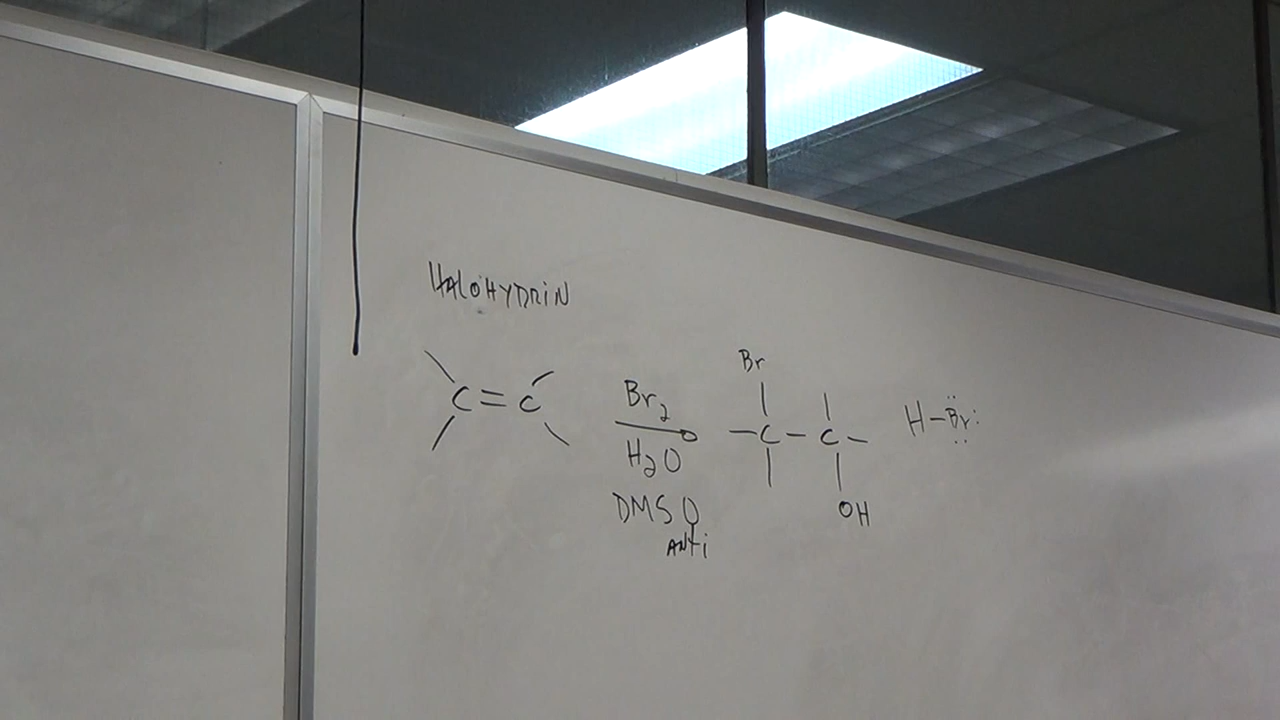 HALOHYDRIN
C=C
Br2
H2O
DMSO
ANTi
Br
-C-C-
OH
H-Br: